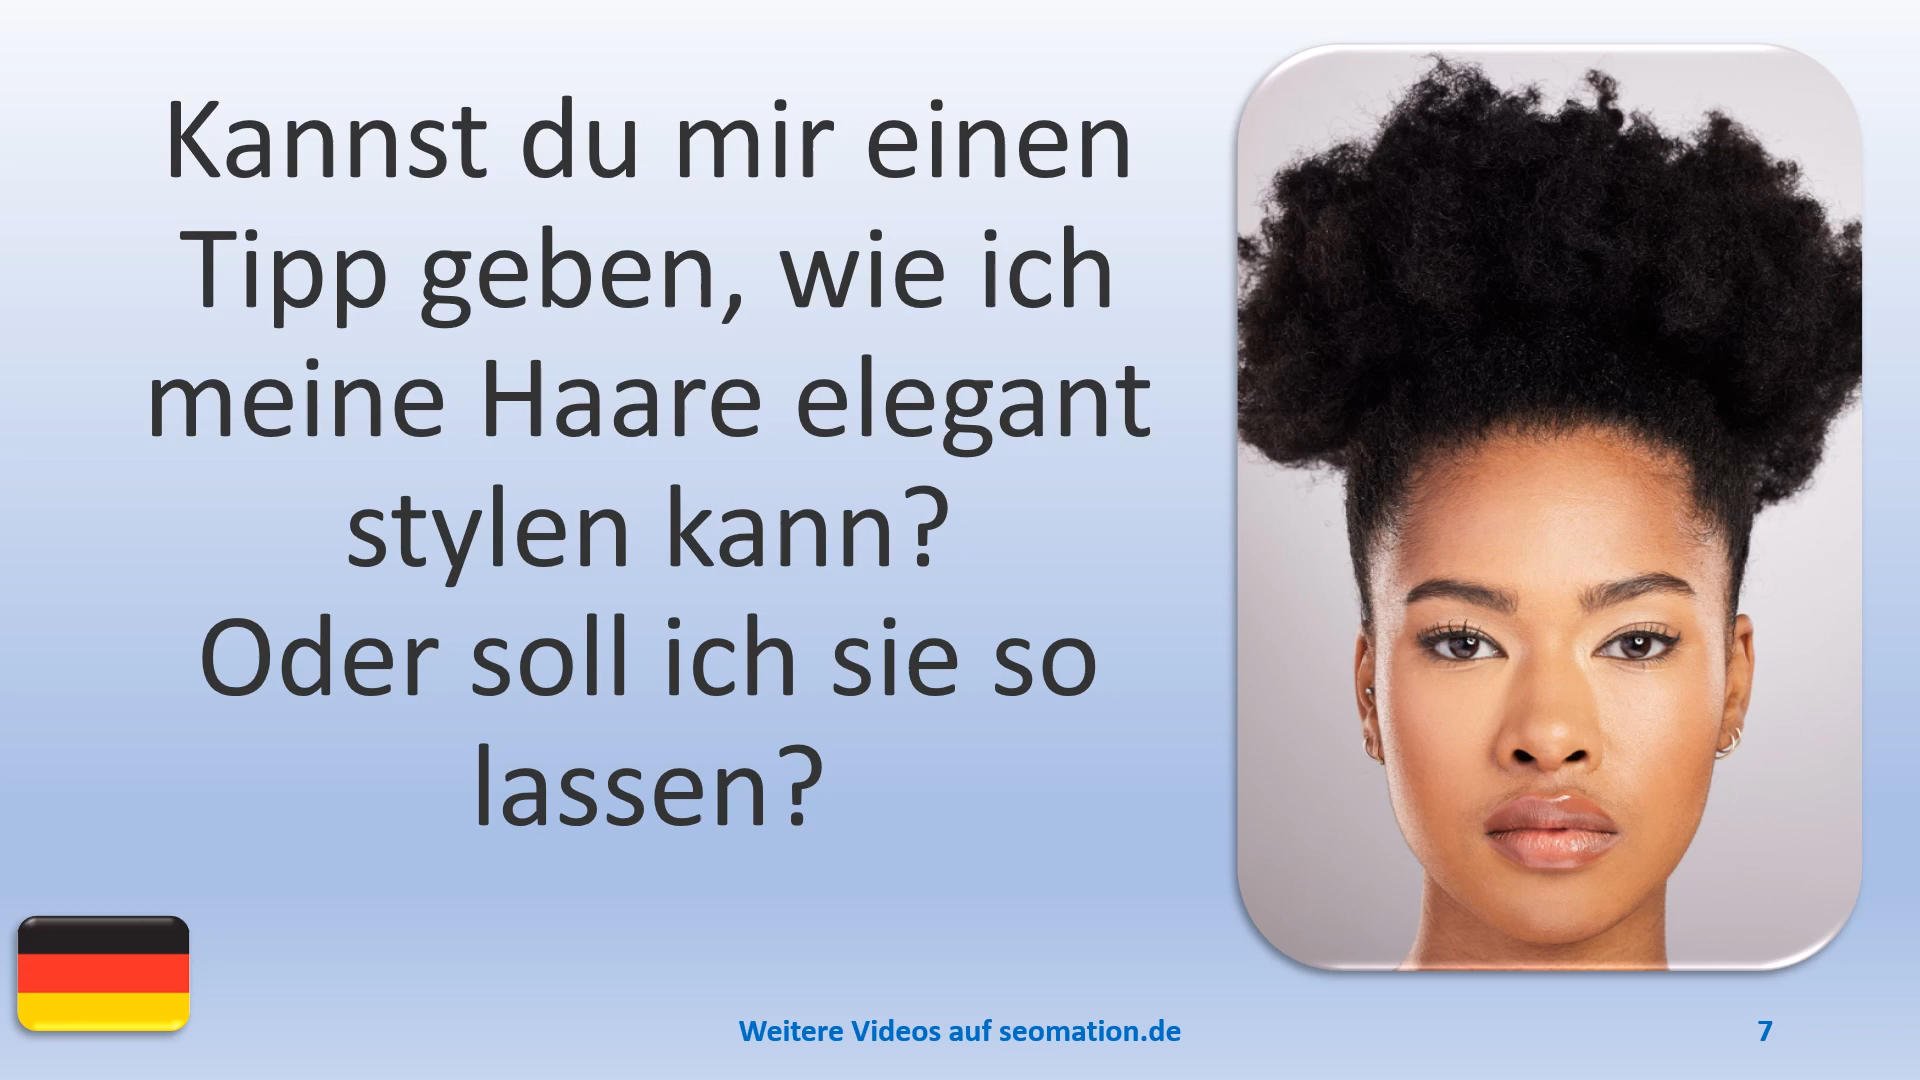 Kannst du mir einen
Tipp geben, wie ich
meine Haare elegant
stylen kann?
Oder soll ich sie so
lassen?
Weitere Videos auf seomation.de
7